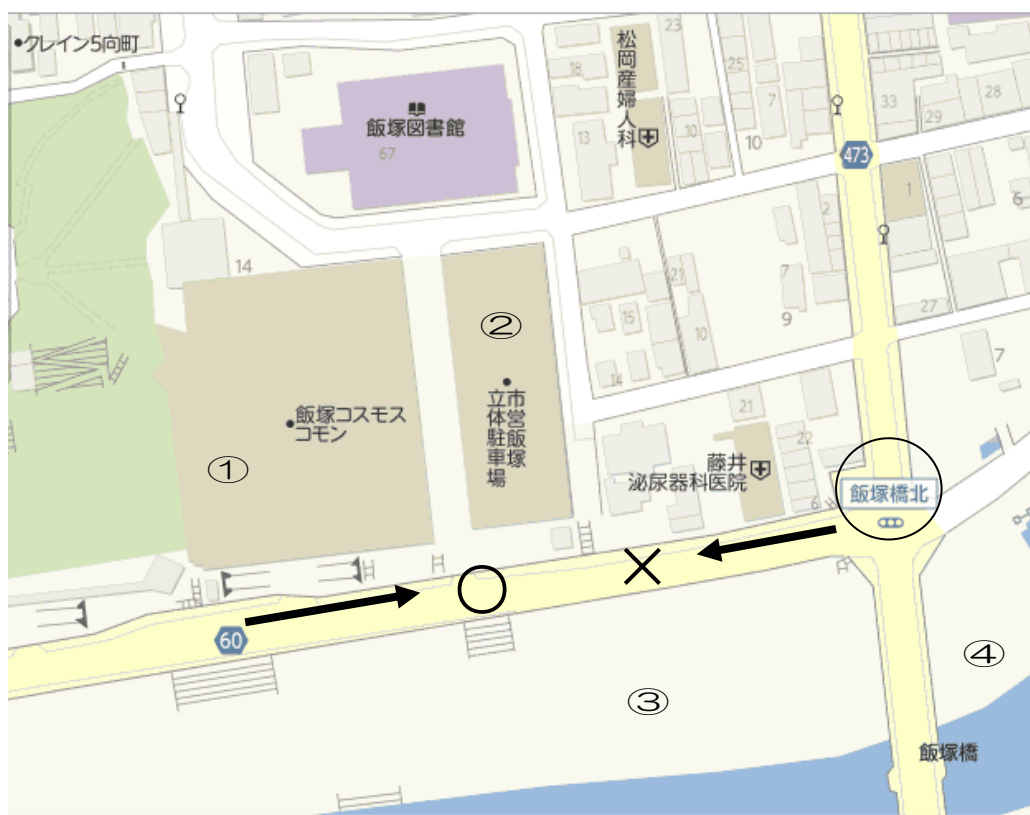 クレイン5向町
飯塚図書館
67
松岡産婦人科
18
13
23
10
25
7
10
33
29
28
473
1
2
6
14
②
21
15
10
14
7
9
27
7
飯塚コスモス
コモン
①
市営飯塚
立体駐車場
21
22
藤井
泌尿器科医院
6
飯塚橋北
60
③
④
飯塚橋